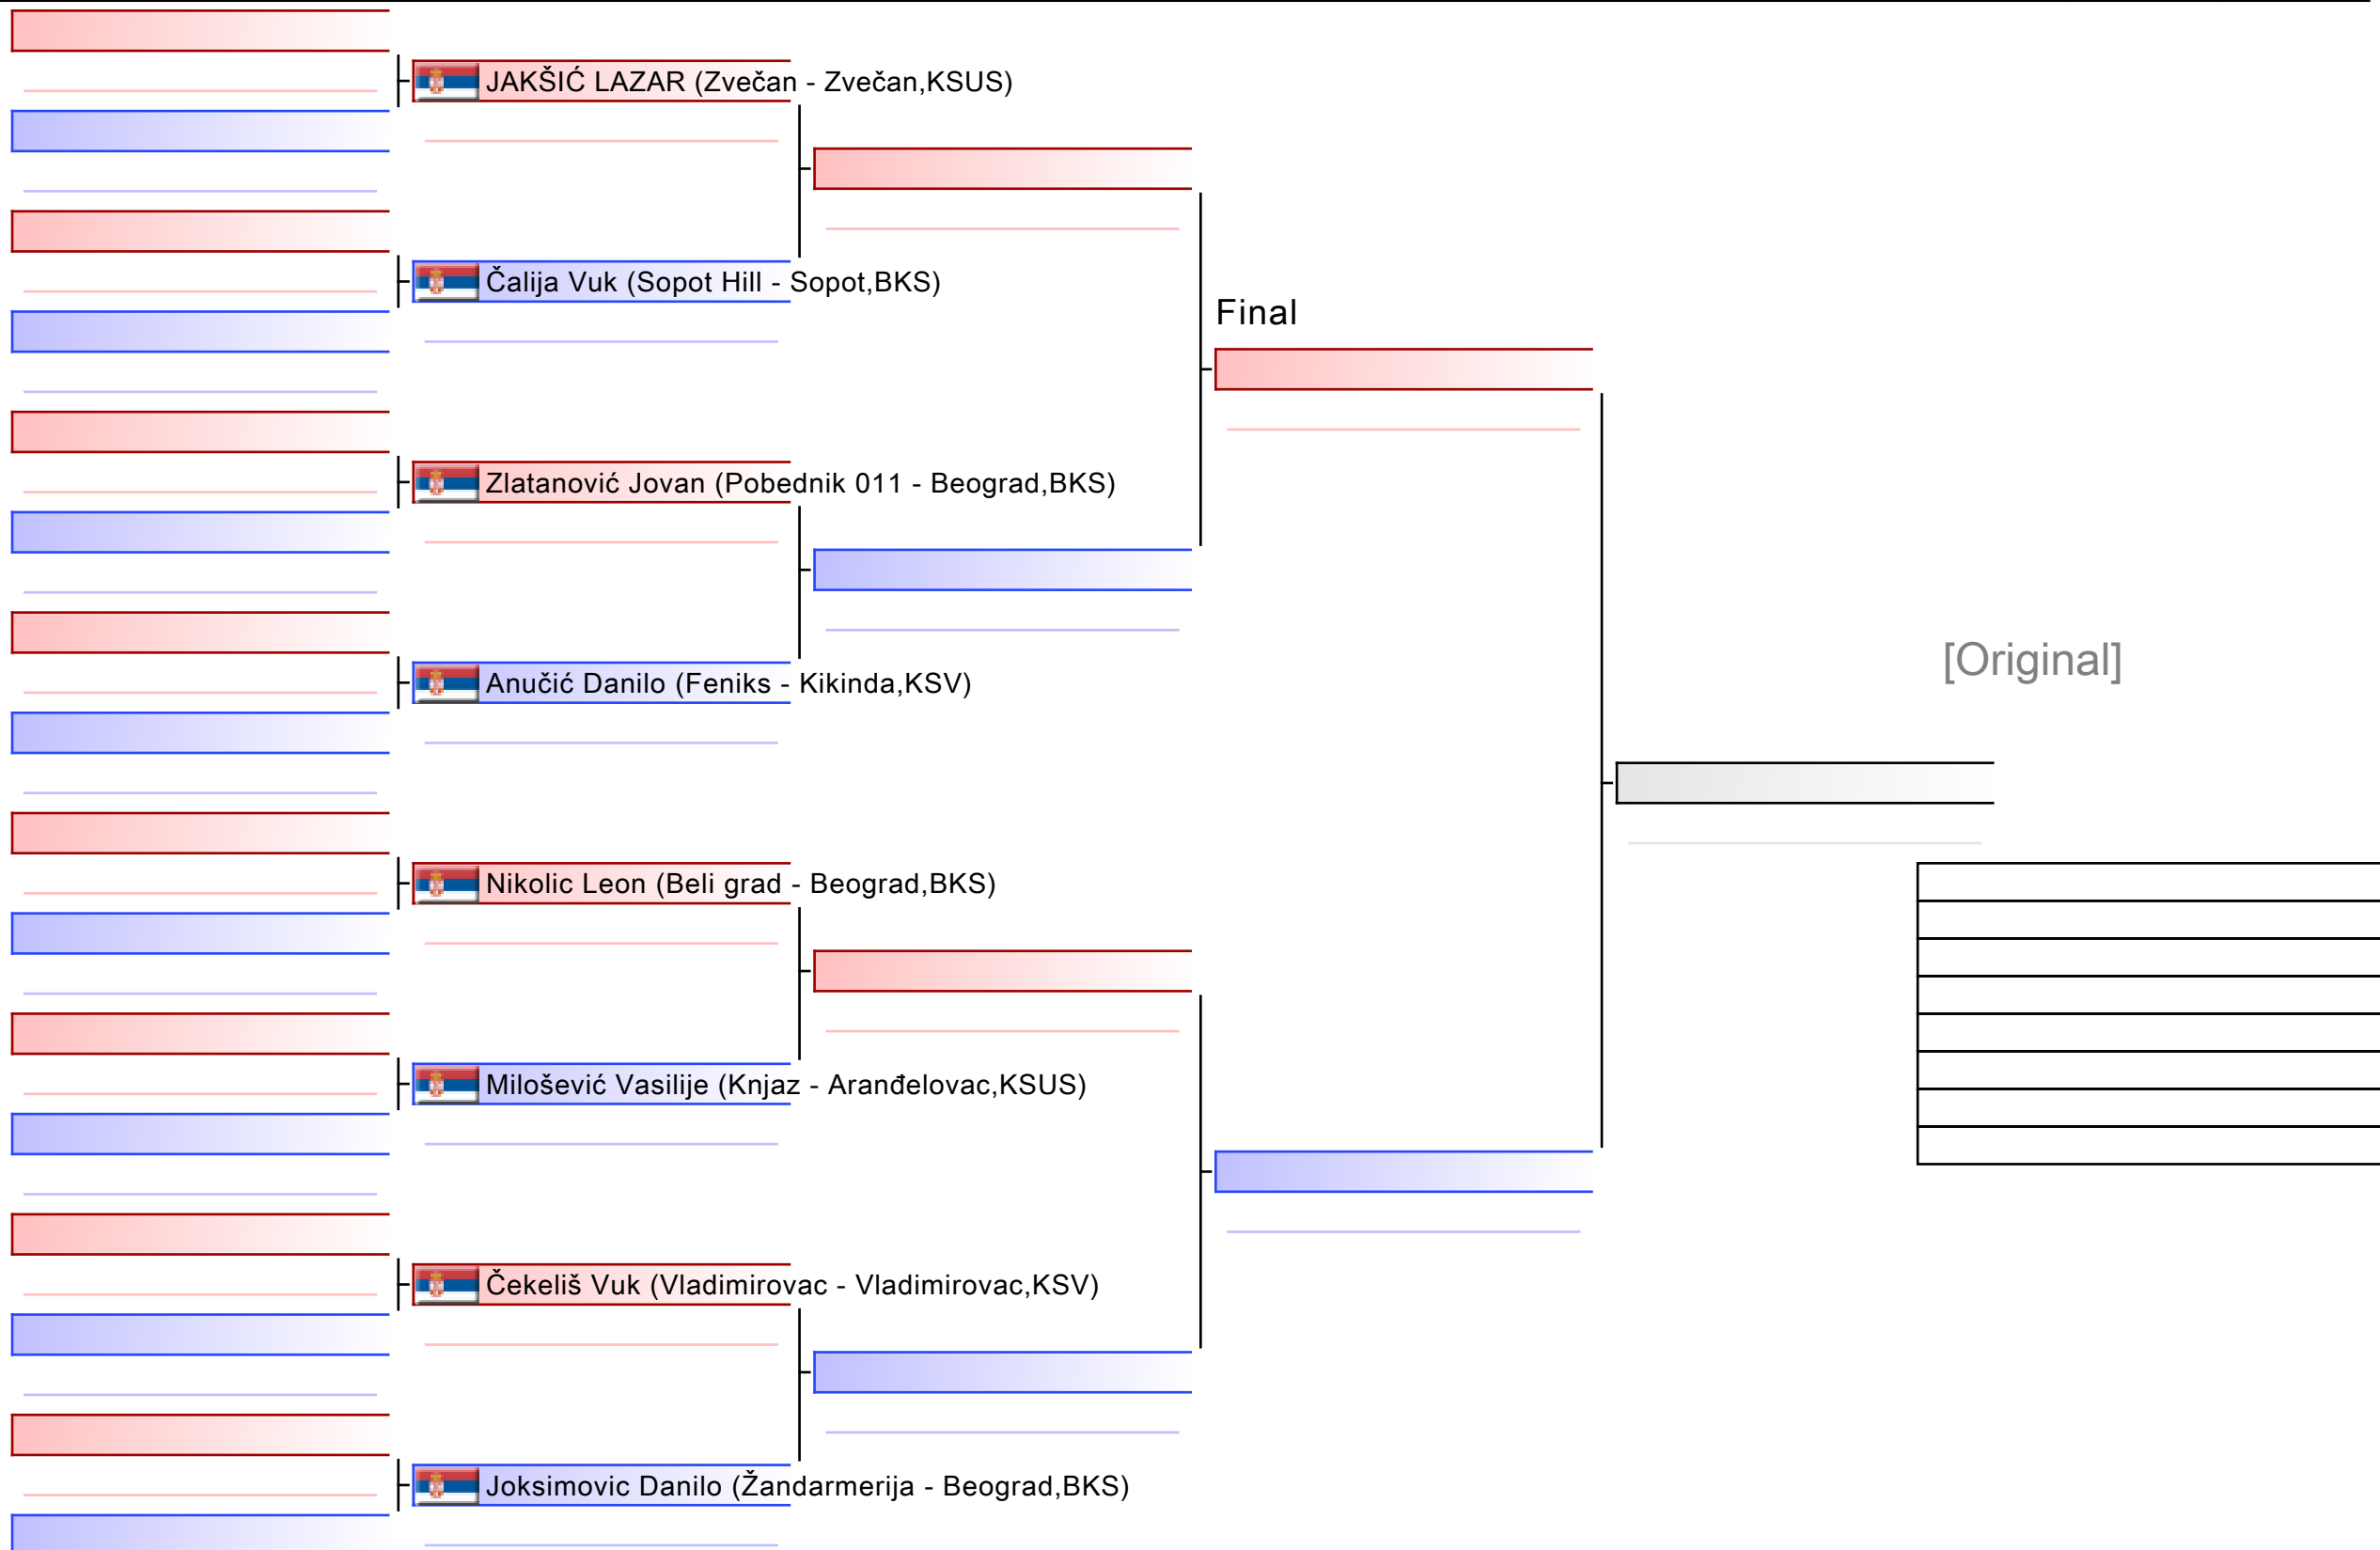 JAKŠIĆ LAZAR (Zvečan - Zvečan,KSUS)
Čalija Vuk (Sopot Hill - Sopot,BKS)
Final
Zlatanović Jovan (Pobednik 011 - Beograd,BKS)
[Original]
Anučić Danilo (Feniks - Kikinda,KSV)
Nikolic Leon (Beli grad - Beograd,BKS)
Milošević Vasilije (Knjaz - Aranđelovac,KSUS)
Čekeliš Vuk (Vladimirovac - Vladimirovac,KSV)
Joksimovic Danilo (Žandarmerija - Beograd,BKS)